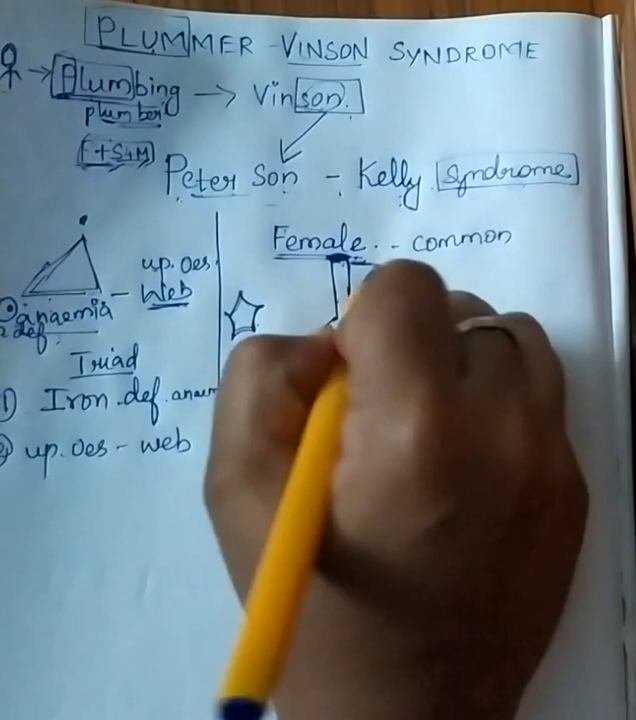 PLUMMER - VINSON SYNDROME
→ Plumbing → Vinson.
plumber
Peter Son - Kelly Syndrome
Female. - common
up. oes.
anaemia - Web
def.
Triad
1) Iron. def. anaem
2) up. oes - web